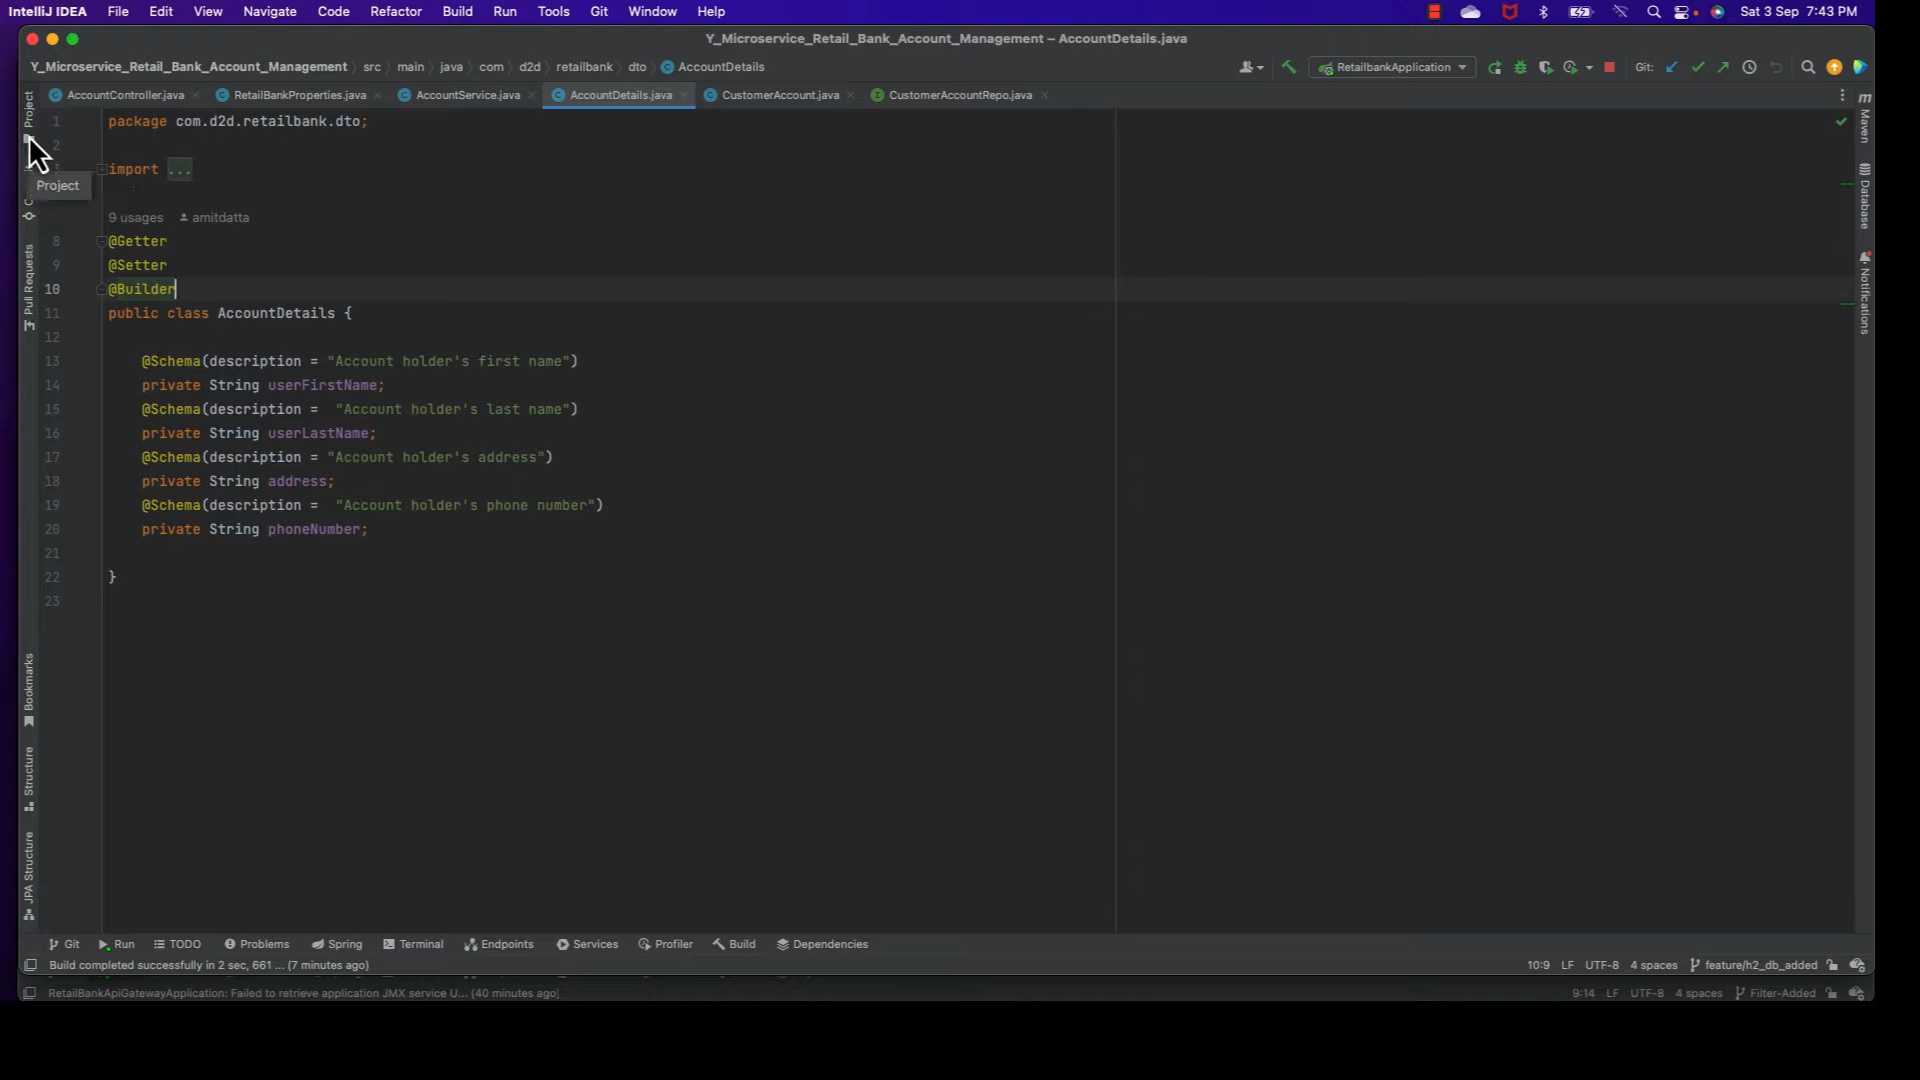 IntelliJ IDEA File Edit View Navigate Code Refactor Build Run Tools Git Window Help Sat 3 Sep 7:43 PM
Y_Microservice_Retail_Bank_Account_Management – AccountDetails.java
Y_Microservice_Retail_Bank_Account_Management src main java com d2d retailbank dto AccountDetails RetailbankApplication Git:
AccountController.java RetailBankProperties.java AccountService.java AccountDetails.java CustomerAccount.java CustomerAccountRepo.java
Project
Project
Pull Requests
Bookmarks
Structure
JPA Structure
1 package com.d2d.retailbank.dto;
2
import ...
9 usages amitdatta
8 @Getter
9 @Setter
10 @Builder
11 public class AccountDetails {
12
13 @Schema(description = "Account holder's first name")
14 private String userFirstName;
15 @Schema(description =  "Account holder's last name")
16 private String userLastName;
17 @Schema(description = "Account holder's address")
18 private String address;
19 @Schema(description =  "Account holder's phone number")
20 private String phoneNumber;
21
22 }
23
m
Maven
Database
Notifications
Git Run TODO Problems Spring Terminal Endpoints Services Profiler Build Dependencies
Build completed successfully in 2 sec, 661 ... (7 minutes ago) 10:9 LF UTF-8 4 spaces feature/h2_db_added
RetailBankApiGatewayApplication: Failed to retrieve application JMX service U... (40 minutes ago) 9:14 LF UTF-8 4 spaces Filter-Added